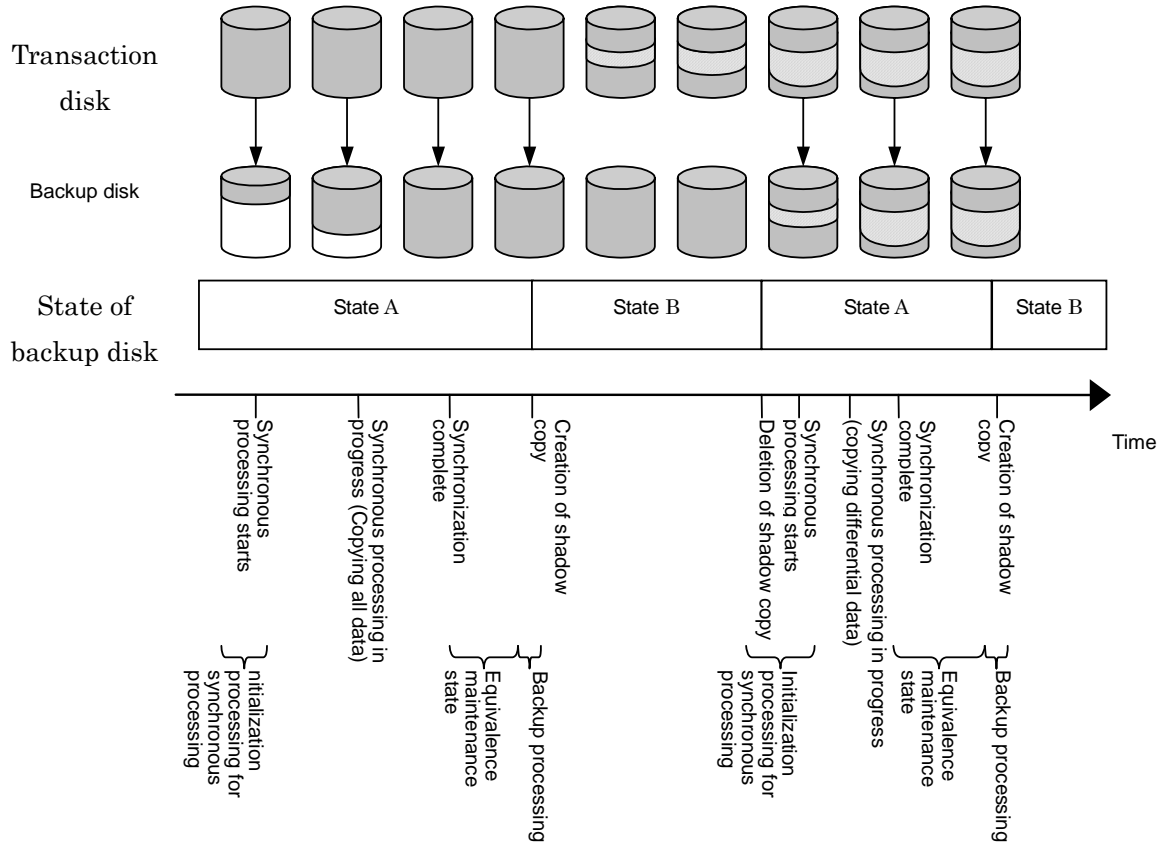 Transaction
disk
Backup disk
State of
backup disk
State A
State B
State A
State B
Time
Synchronous
processing starts
Synchronous processing in
progress (Copying all data)
Synchronization
complete
Creation of shadow
copy
Deletion of shadow copy
Synchronous
processing starts
Synchronous processing in progress
(copying differential data)
Synchronization
complete
Creation of shadow
copy
nitialization
processing for
synchronous
processing
Equivalence
maintenance
state
Backup processing
Initialization
processing for
synchronous
processing
Equivalence
maintenance
state
Backup processing